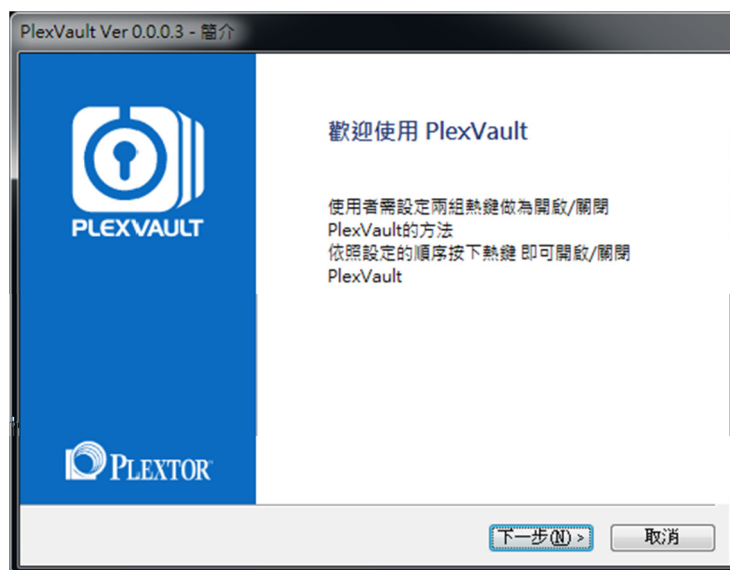 PlexVault Ver 0.0.0.3 - 簡介
PLEXVAULT
歡迎使用 PlexVault
使用者需設定兩組熱鍵做為開啟/關閉
PlexVault的方法
依照設定的順序按下熱鍵 即可開啟/關閉
PlexVault
PLEXTOR
下一步(N) >
取消